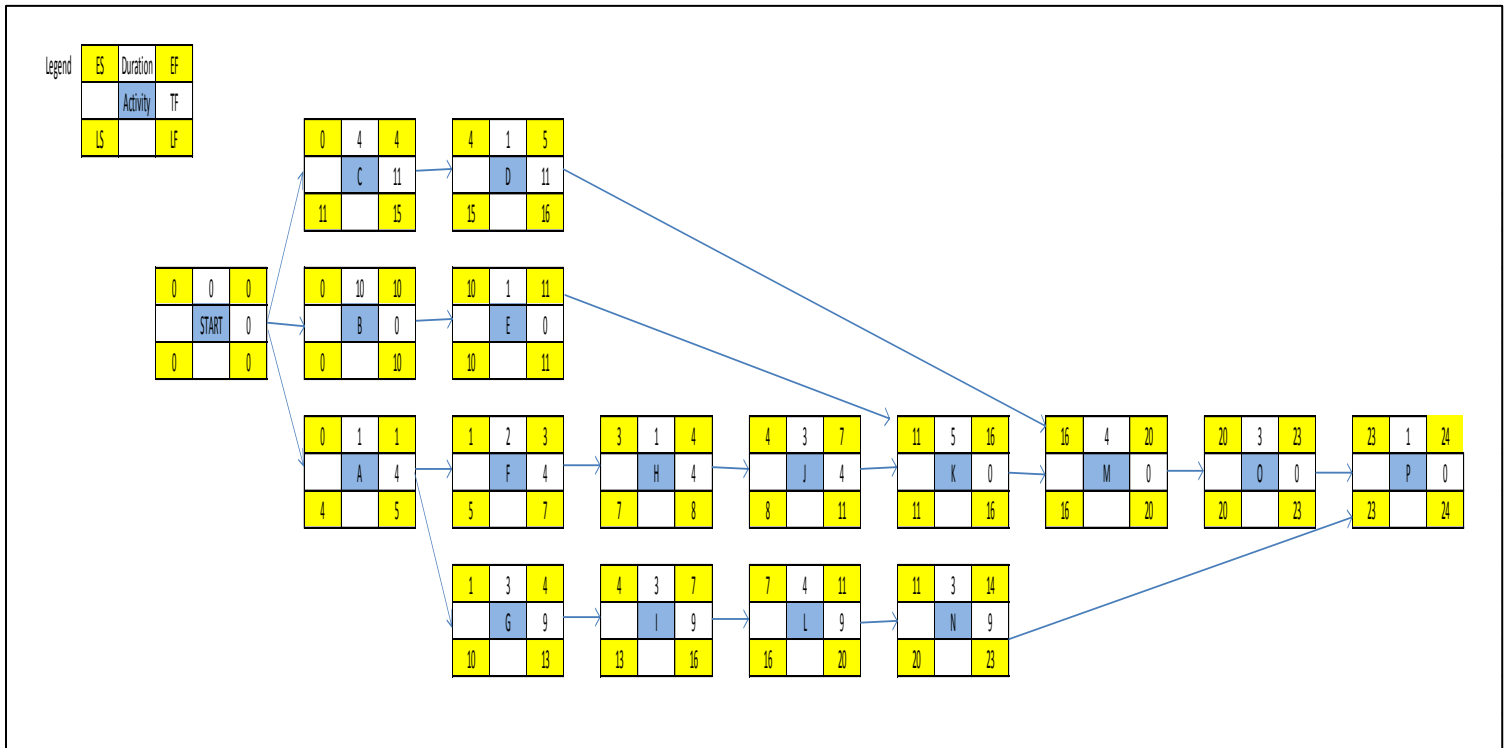 Legend ES Duration EF
Activity TF
LS LF
0 4 4 4 1 5
C 11 D 11
11 15 15 16
0 0 0 0 10 10 10 1 11
START 0 B 0 E 0
0 0 0 10 10 11
0 1 1 1 2 3 3 1 4 4 3 7 11 5 16 16 4 20 20 3 23 23 1 24
A 4 F 4 H 4 J 4 K 0 M 0 O 0 P 0
4 5 5 7 7 8 8 11 11 16 16 20 20 23 23 24
1 3 4 4 3 7 7 4 11 11 3 14
G 9 I 9 L 9 N 9
10 13 13 16 16 20 20 23